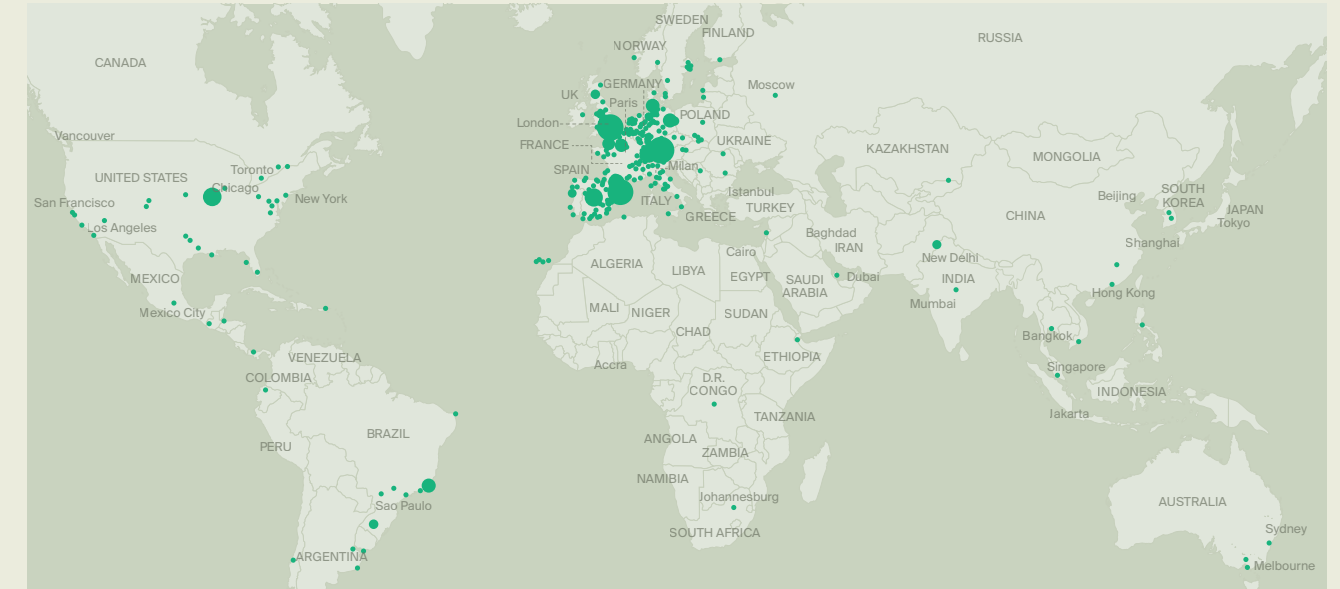 SWEDEN
FINLAND
RUSSIA
NORWAY
CANADA
GERMANY
Moscow
UK
Paris
London
POLAND
Vancouver
FRANCE
UKRAINE
KAZAKHSTAN
MONGOLIA
Toronto
SPAIN
Milan
UNITED STATES
Chicago
San Francisco
New York
ITALY
Istanbul
TURKEY
GREECE
Beijing
SOUTH
KOREA
JAPAN
Tokyo
CHINA
Los Angeles
Baghdad
IRAN
Shanghai
Cairo
New Delhi
ALGERIA
LIBYA
EGYPT
SAUDI
ARABIA
Dubai
INDIA
MEXICO
Hong Kong
Mumbai
Mexico City
MALI
NIGER
SUDAN
CHAD
Bangkok
VENEZUELA
ETHIOPIA
Accra
Singapore
COLOMBIA
D.R.
CONGO
INDONESIA
Jakarta
TANZANIA
BRAZIL
PERU
ANGOLA
ZAMBIA
NAMIBIA
Johannesburg
Sao Paulo
AUSTRALIA
SOUTH AFRICA
Sydney
ARGENTINA
Melbourne